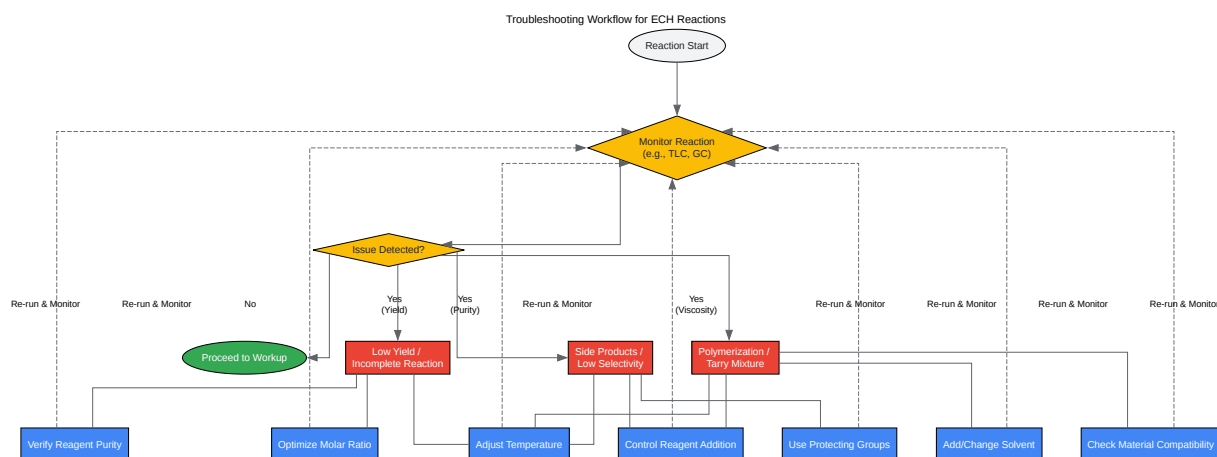 Troubleshooting Workflow for ECH Reactions
Reaction Start
Monitor Reaction
(e.g., TLC, GC)
Issue Detected?
Re-run & Monitor
Re-run & Monitor
No
Yes
(Yield)
Yes
(Purity)
Re-run & Monitor
Yes
(Viscosity)
Re-run & Monitor
Re-run & Monitor
Re-run & Monitor
Re-run & Monitor
Proceed to Workup
Low Yield /
Incomplete Reaction
Side Products /
Low Selectivity
Polymerization /
Tarry Mixture
Verify Reagent Purity
Optimize Molar Ratio
Adjust Temperature
Control Reagent Addition
Use Protecting Groups
Add/Change Solvent
Check Material Compatibility